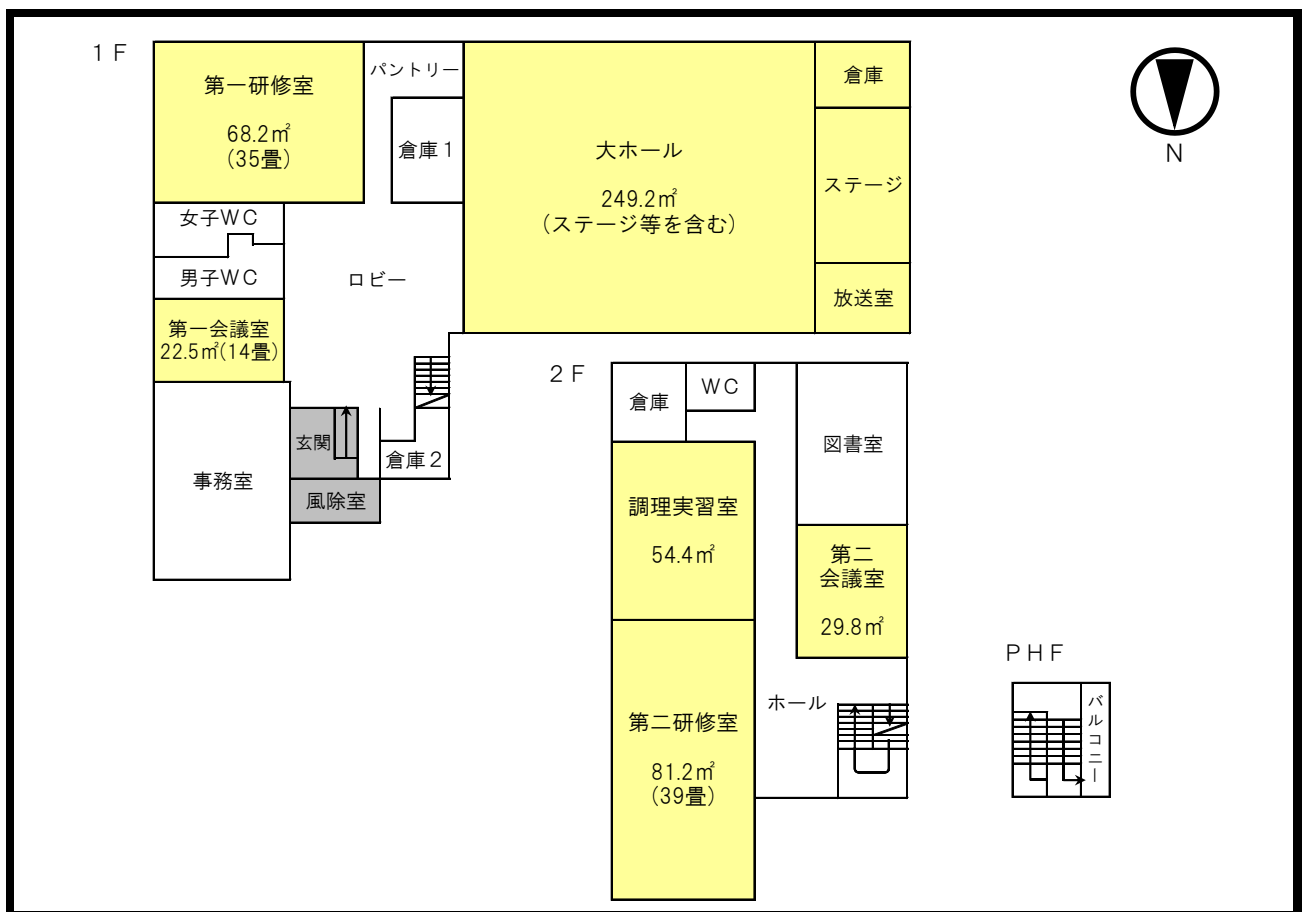 １Ｆ
第一研修室
68.2㎡
(35畳)
パントリー
倉庫１
大ホール
249.2㎡
(ステージ等を含む)
倉庫
ステージ
放送室
N
女子ＷＣ
男子ＷＣ
ロビー
第一会議室
22.5㎡(14畳)
事務室
玄関
風除室
倉庫２
２Ｆ
倉庫
ＷＣ
図書室
調理実習室
54.4㎡
第二
会議室
29.8㎡
ホール
第二研修室
81.2㎡
(39畳)
ＰＨＦ
バルコニー